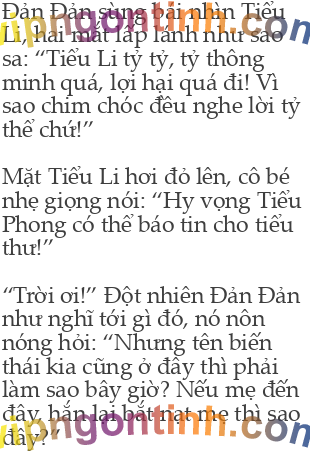 Đản Đản sùng bái nhìn Tiểu
Li, hai mắt lấp lánh như sao
sa: “Tiểu Li tỷ tỷ, tỷ thông
minh quá, lợi hại quá đi! Vì
sao chim chóc đều nghe lời tỷ
thế chứ!”
Mặt Tiểu Li hơi đỏ lên, cô bé
nhẹ giọng nói: “Hy vọng Tiểu
Phong có thể báo tin cho tiểu
thư!”
“Trời ơi!” Đột nhiên Đản Đản
như nghĩ tới gì đó, nó nôn
nóng hỏi: “Nhưng tên biến
thái kia cũng ở đây thì phải
làm sao bây giờ? Nếu mẹ đến
đây, hắn lại bắt nạt mẹ thì sao
đây?”
vipngontinh.com
vipngontinh.com